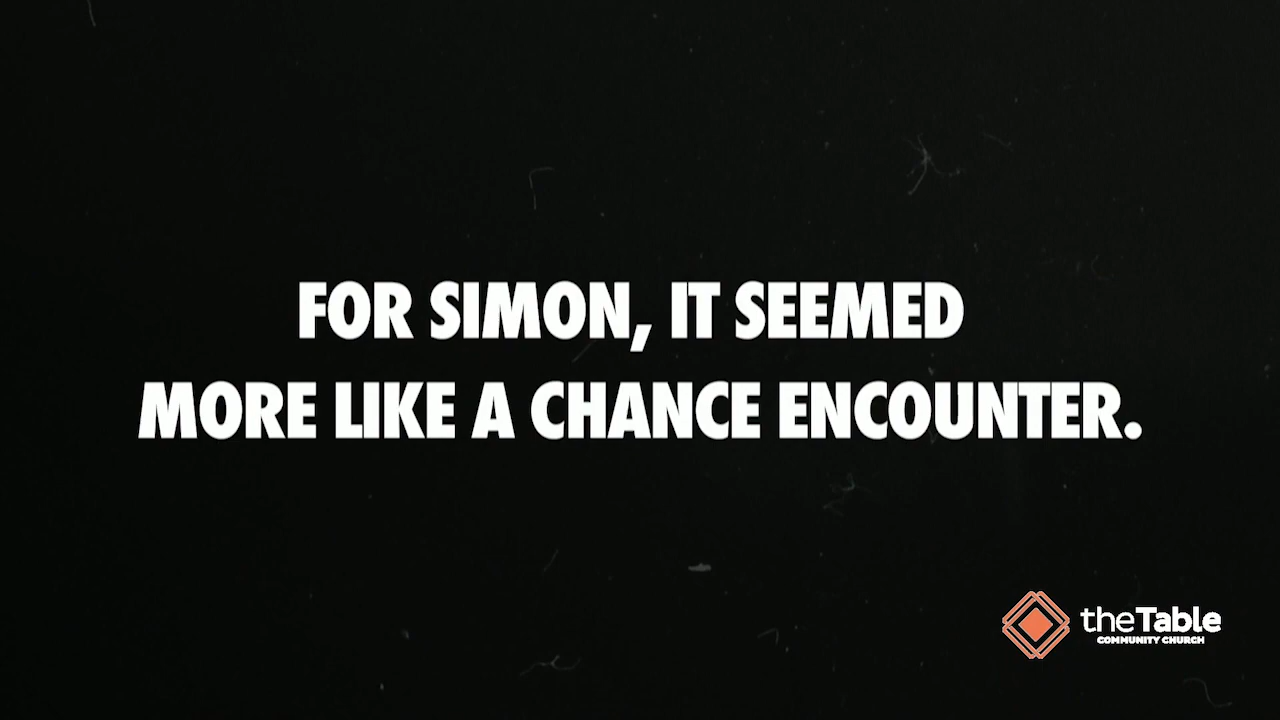 FOR SIMON, IT SEEMED
MORE LIKE A CHANCE ENCOUNTER.
theTable
COMMUNITY CHURCH